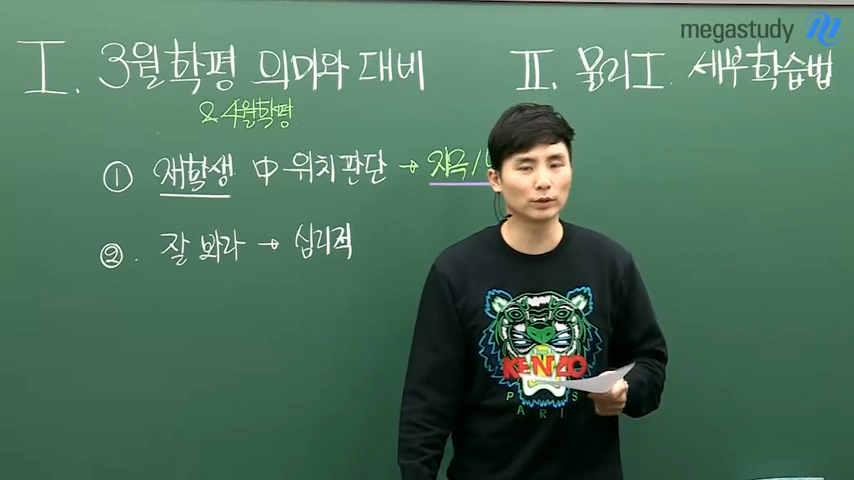 megastudy
I. 3월학평 의미와 대비
& 4월학평
① 재학생 中 위치판단 → 자극/
② . 잘 봐라 → 심리적
II. 물리I 세부학습법
KENZO
PARIS